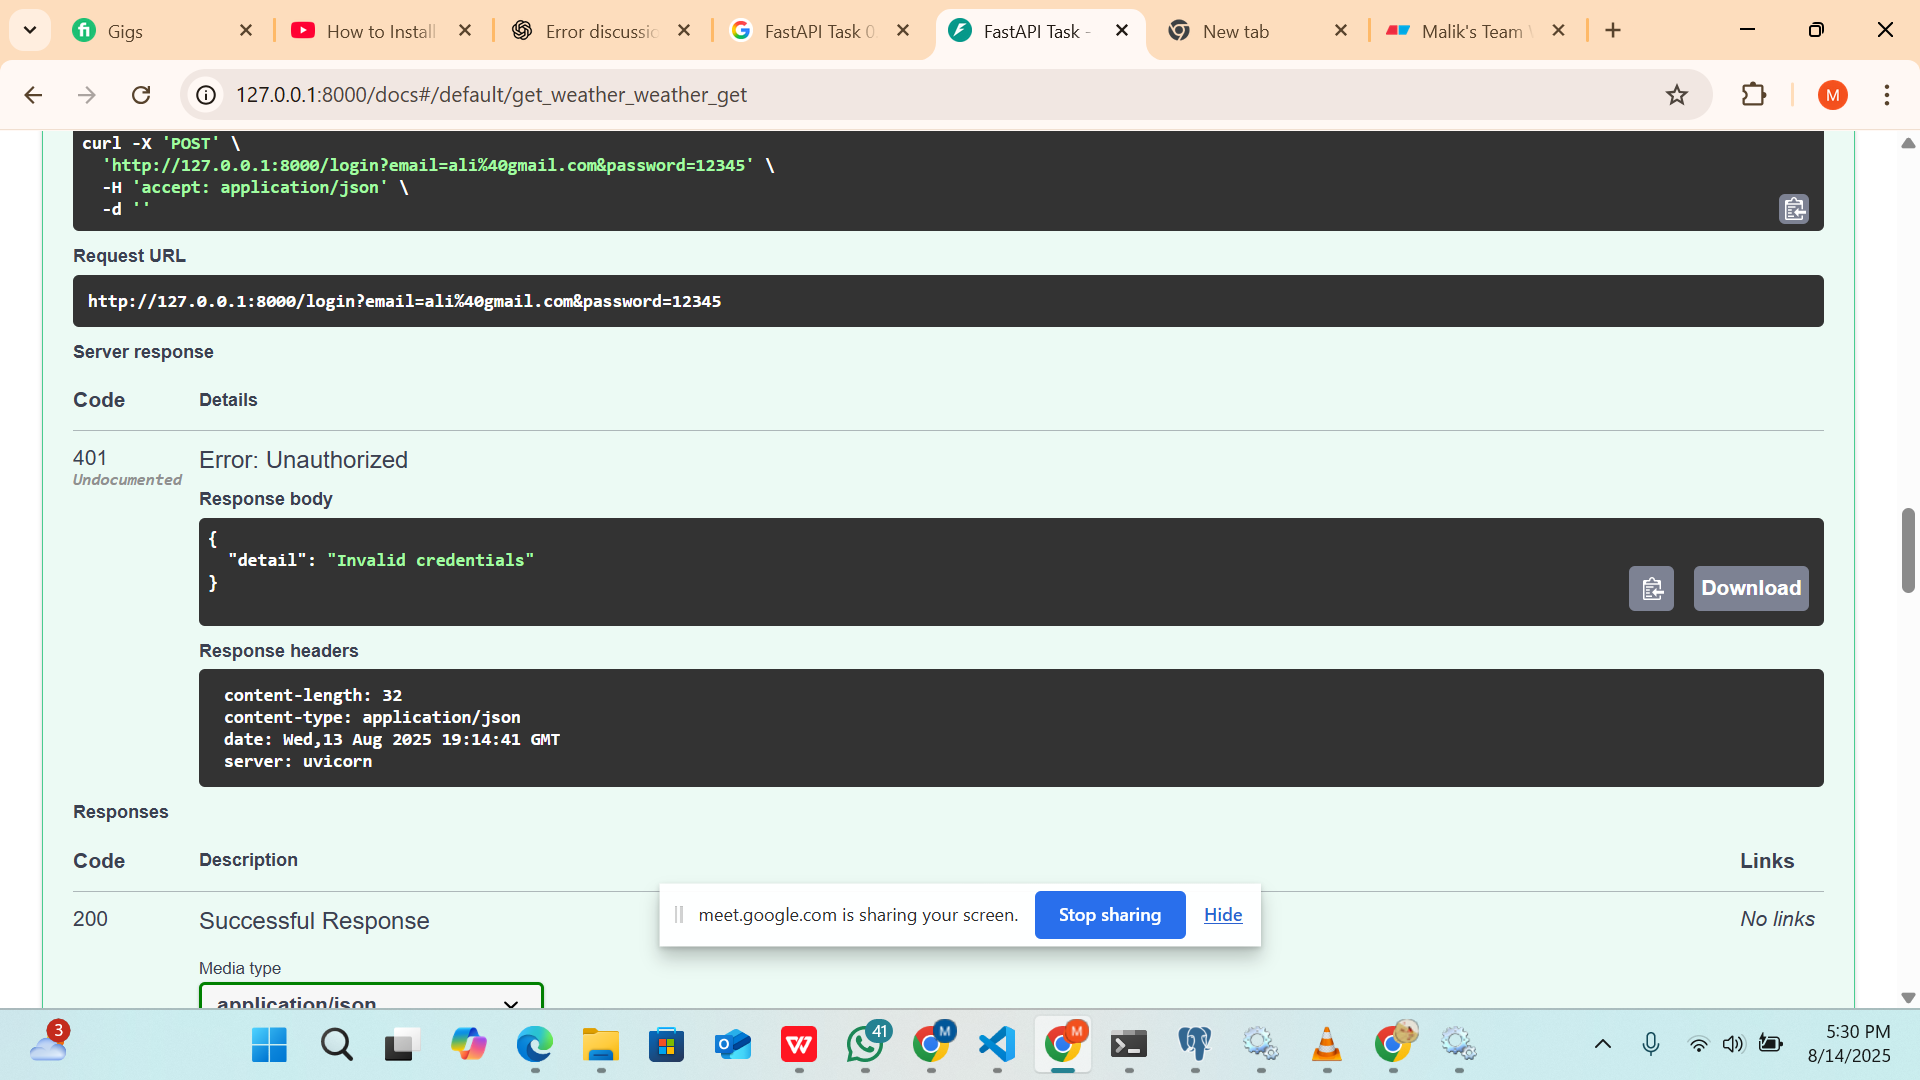 Gigs
How to Install
Error discussio
FastAPI Task 0
FastAPI Task -
New tab
Malik's Team
127.0.0.1:8000/docs#/default/get_weather_weather_get
M
curl -X 'POST' \
'http://127.0.0.1:8000/login?email=ali%40gmail.com&password=12345' \
-H 'accept: application/json' \
-d ''
Request URL
http://127.0.0.1:8000/login?email=ali%40gmail.com&password=12345
Server response
Code Details
401 Error: Unauthorized
Undocumented
Response body
{
"detail": "Invalid credentials"
}
Download
Response headers
content-length: 32
content-type: application/json
date: Wed,13 Aug 2025 19:14:41 GMT
server: uvicorn
Responses
Code Description Links
200 Successful Response No links
meet.google.com is sharing your screen. Stop sharing Hide
Media type
application/json
3
41
M
M
5:30 PM
8/14/2025